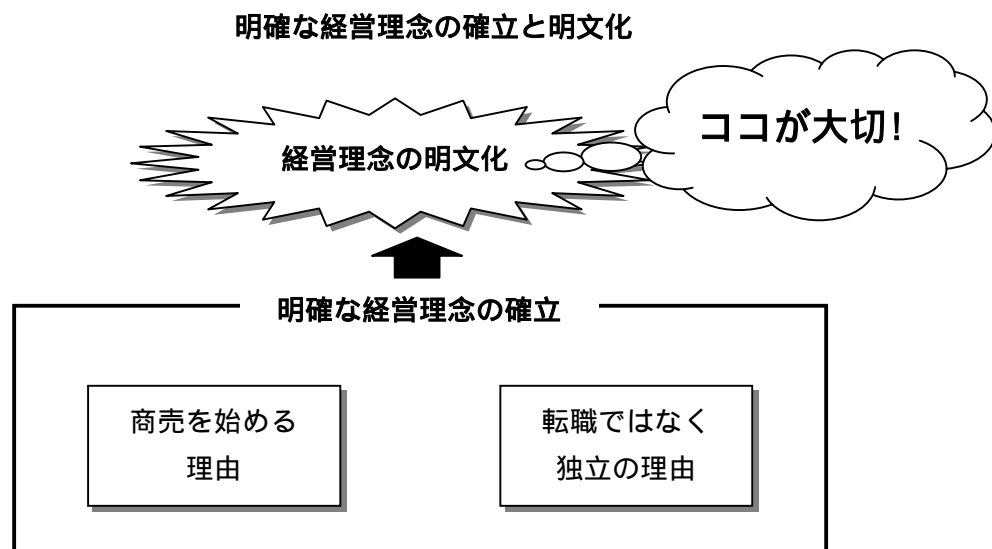 明確な経営理念の確立と明文化
ココが大切!
経営理念の明文化
明確な経営理念の確立
商売を始める
理由
転職ではなく
独立の理由